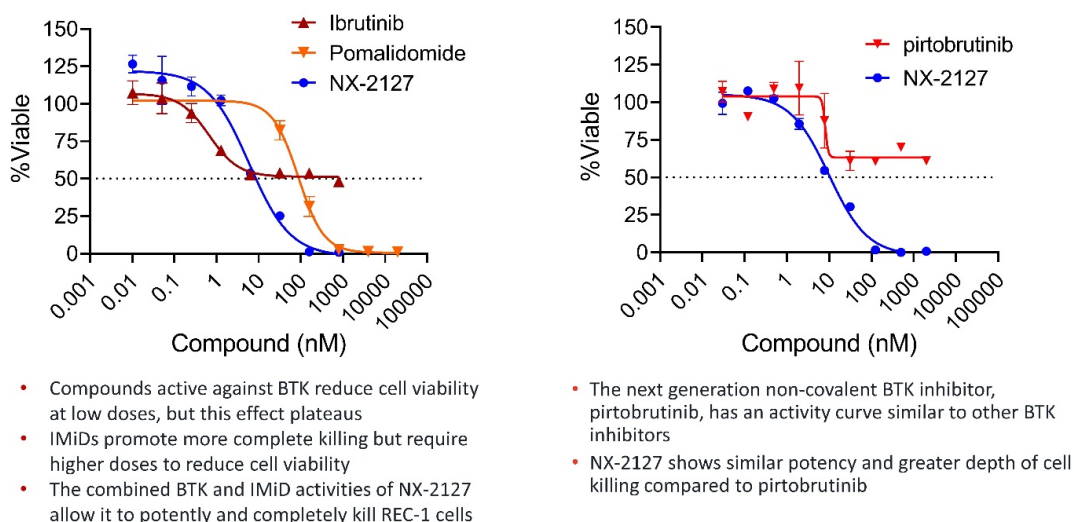 150
125
100
75
50
25
0
%Viable
Ibrutinib
Pomalidomide
NX-2127
0.001
0.01
0.1
1
10
100
1000
10000
100000
Compound (nM)
• Compounds active against BTK reduce cell viability
at low doses, but this effect plateaus
• IMiDs promote more complete killing but require
higher doses to reduce cell viability
• The combined BTK and IMiD activities of NX-2127
allow it to potently and completely kill REC-1 cells
150
125
100
75
50
25
0
%Viable
pirtobrutinib
NX-2127
0.001
0.01
0.1
1
10
100
1000
10000
100000
Compound (nM)
• The next generation non-covalent BTK inhibitor,
pirtobrutinib, has an activity curve similar to other BTK
inhibitors
• NX-2127 shows similar potency and greater depth of cell
killing compared to pirtobrutinib